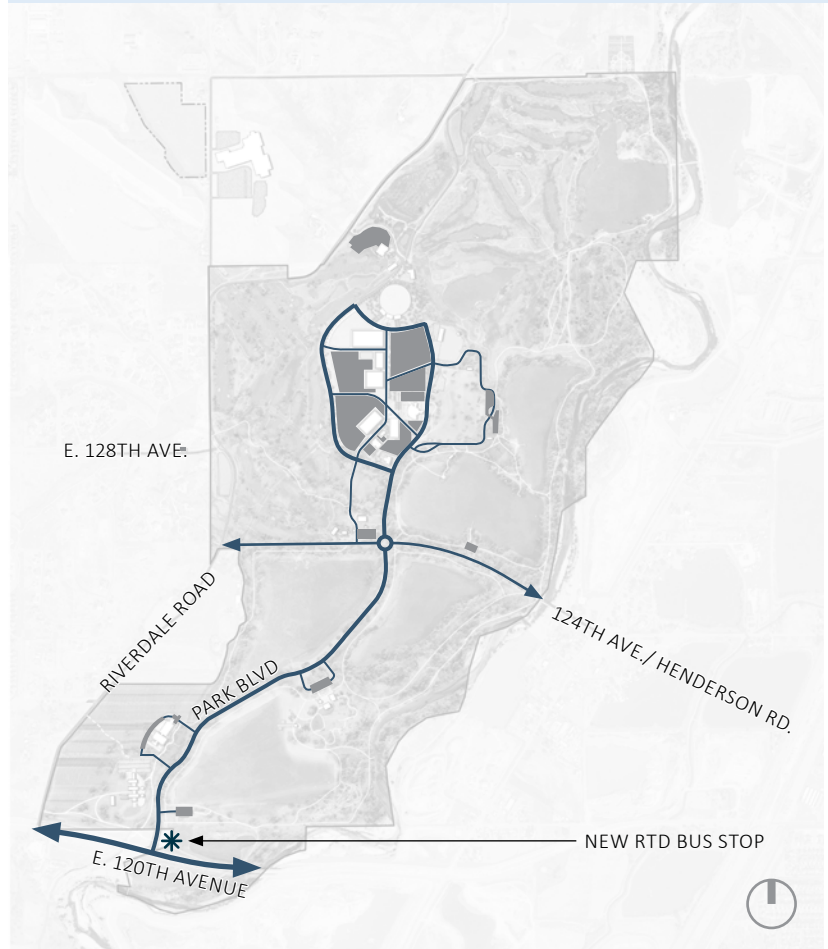 E. 128TH AVE.
RIVERDALE ROAD
124TH AVE./ HENDERSON RD.
PARK BLVD
NEW RTD BUS STOP
E. 120TH AVENUE